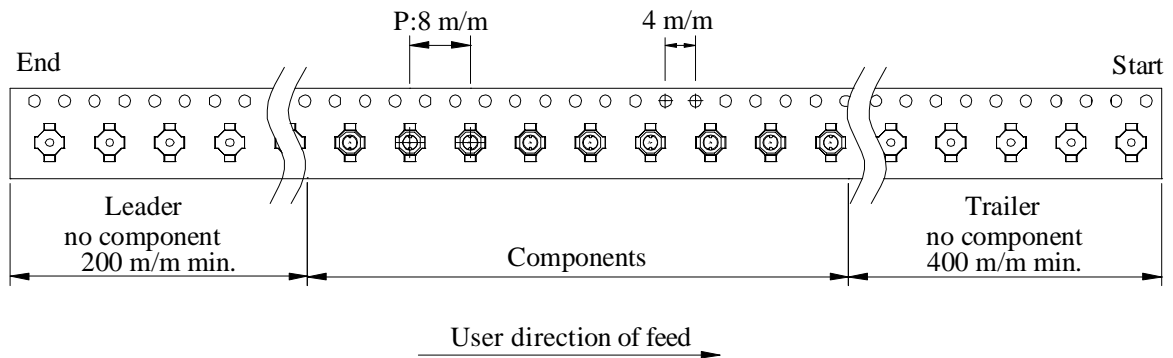 P:8 m/m
4 m/m
End
Start
Leader
no component
200 m/m min.
Components
Trailer
no component
400 m/m min.
User direction of feed